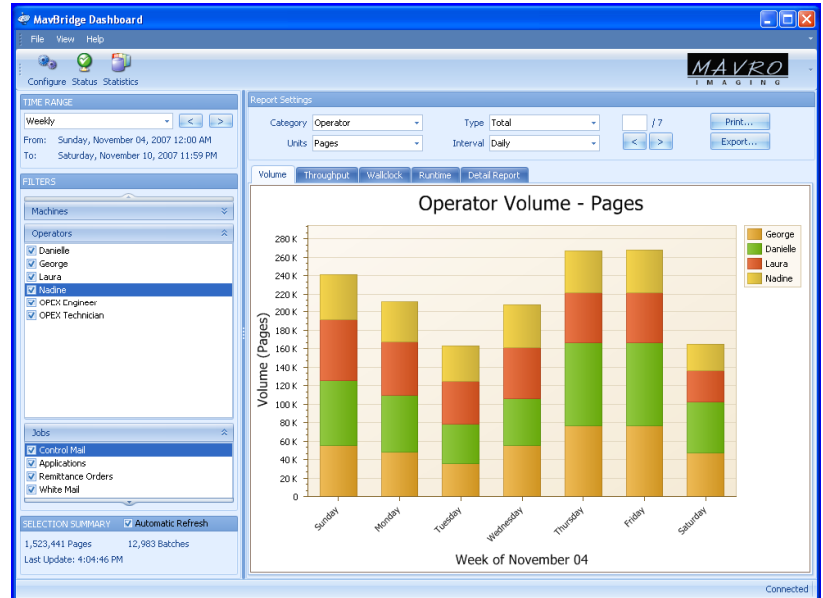 MavBridge Dashboard
File View Help
Configure Status Statistics
MAVRO
IMAGING
TIME RANGE
Weekly < >
From: Sunday, November 04, 2007 12:00 AM
To: Saturday, November 10, 2007 11:59 PM
FILTERS
Machines
Operators
Danielle
George
Laura
Nadine
OPEX Engineer
OPEX Technician
Jobs
Control Mail
Applications
Remittance Orders
White Mail
SELECTION SUMMARY Automatic Refresh
1,523,441 Pages 12,983 Batches
Last Update: 4:04:46 PM
Report Settings
Category Operator Type Total / 7 Print...
Units Pages Interval Daily < > Export...
Volume Throughput Wallclock Runtime Detail Report
Operator Volume - Pages
George
Danielle
Laura
Nadine
Volume (Pages)
280 K
260 K
240 K
220 K
200 K
180 K
160 K
140 K
120 K
100 K
80 K
60 K
40 K
20 K
0
Sunday Monday Tuesday Wednesday Thursday Friday Saturday
Week of November 04
Connected